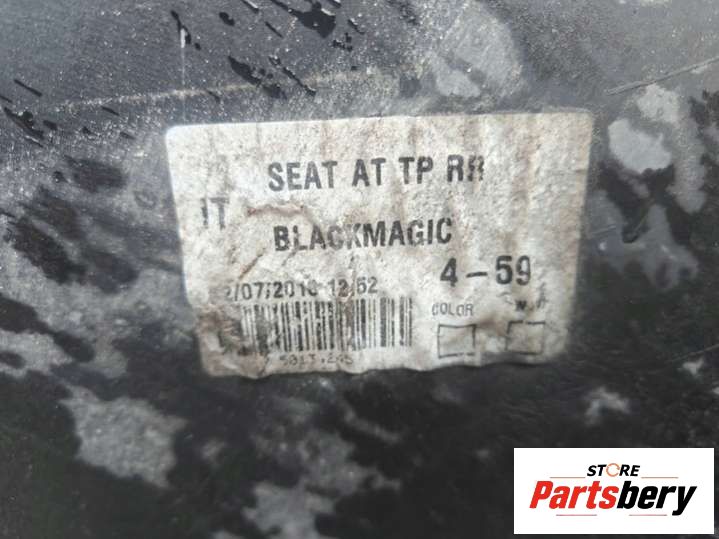 SEAT AT TP RR
IT
BLACKMAGIC
4-59
COLOR
STORE
Partsbery